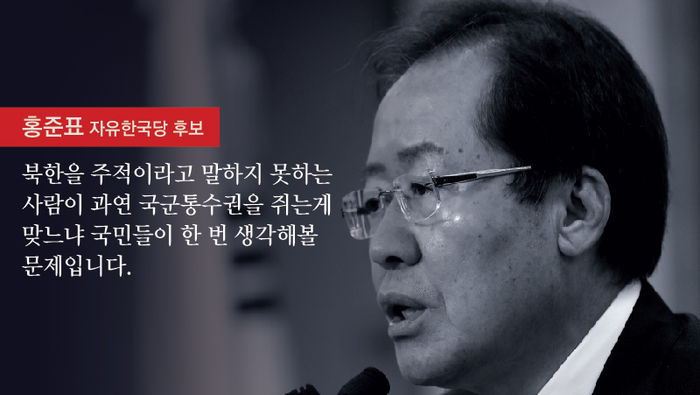 홍준표 자유한국당 후보
북한을 주적이라고 말하지 못하는
사람이 과연 국군통수권을 쥐는게
맞느냐 국민들이 한 번 생각해볼
문제입니다.